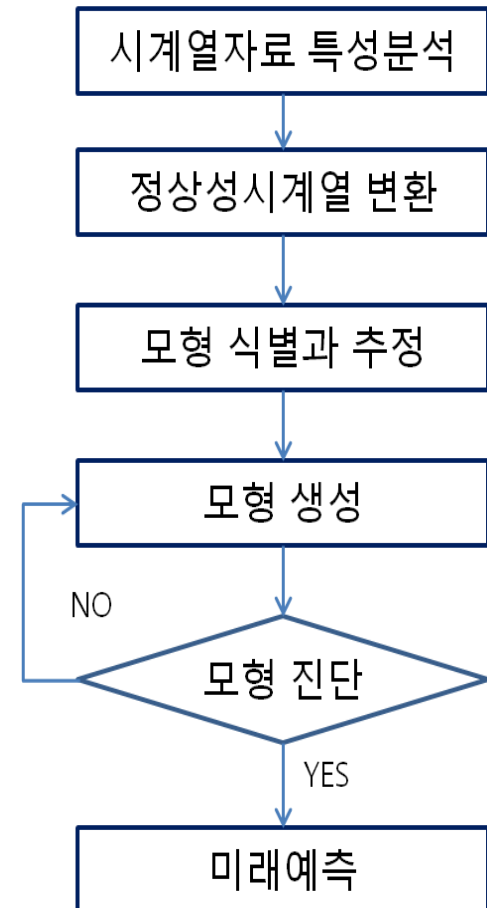 시계열자료 특성분석
정상성시계열 변환
모형 식별과 추정
모형 생성
NO
모형 진단
YES
미래예측